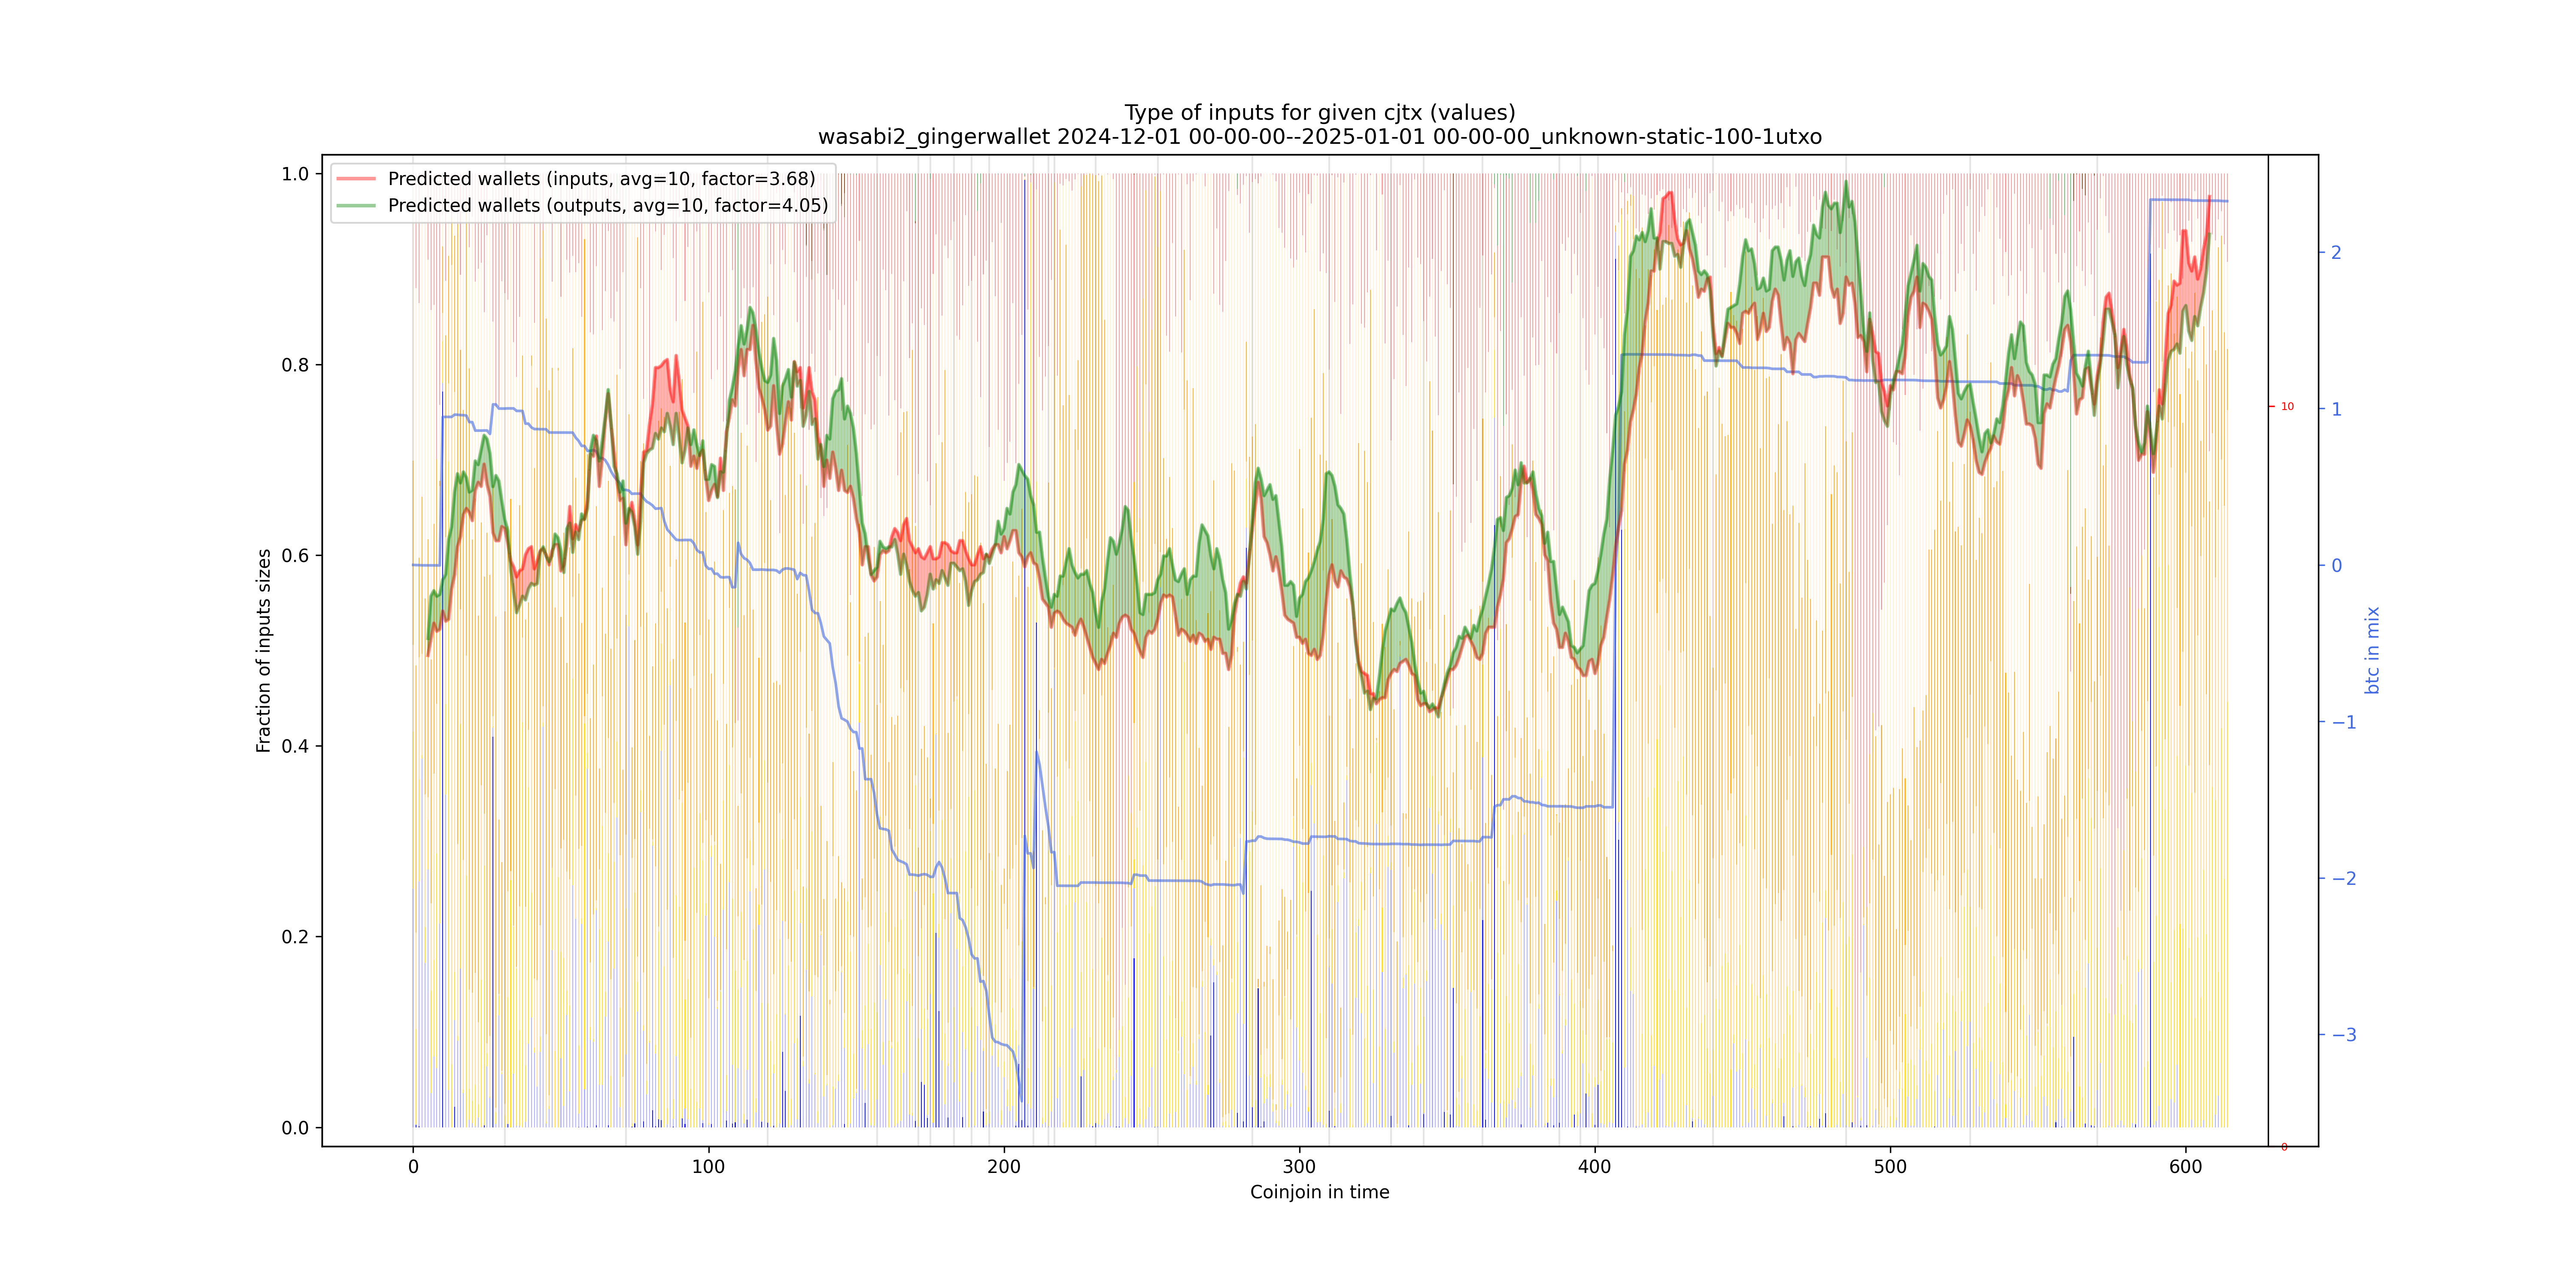 Type of inputs for given cjtx (values)
wasabi2_gingerwallet 2024-12-01 00-00-00--2025-01-01 00-00-00_unknown-static-100-1utxo
Predicted wallets (inputs, avg=10, factor=3.68)
Predicted wallets (outputs, avg=10, factor=4.05)
Fraction of inputs sizes
1.0
0.8
0.6
0.4
0.2
0.0
0 100 200 300 400 500 600
Coinjoin in time
10
0
2
1
0
−1
−2
−3
btc in mix